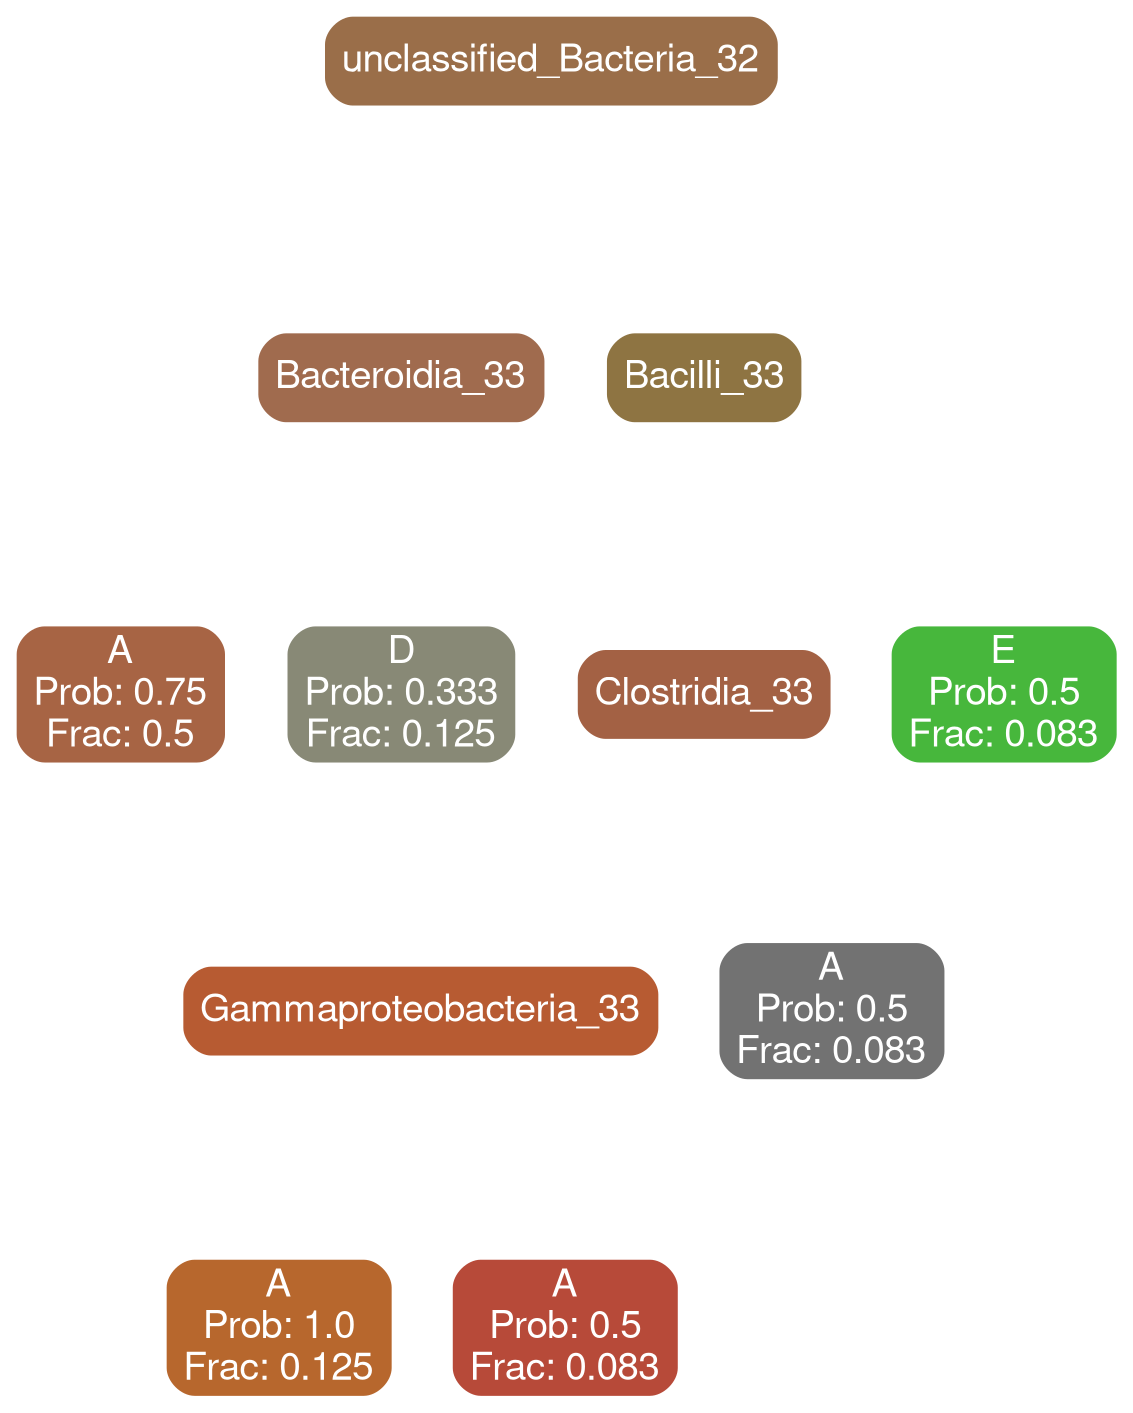 unclassified_Bacteria_32
Bacteroidia_33
Bacilli_33
A
Prob: 0.75
Frac: 0.5
D
Prob: 0.333
Frac: 0.125
Clostridia_33
E
Prob: 0.5
Frac: 0.083
Gammaproteobacteria_33
A
Prob: 0.5
Frac: 0.083
A
Prob: 1.0
Frac: 0.125
A
Prob: 0.5
Frac: 0.083